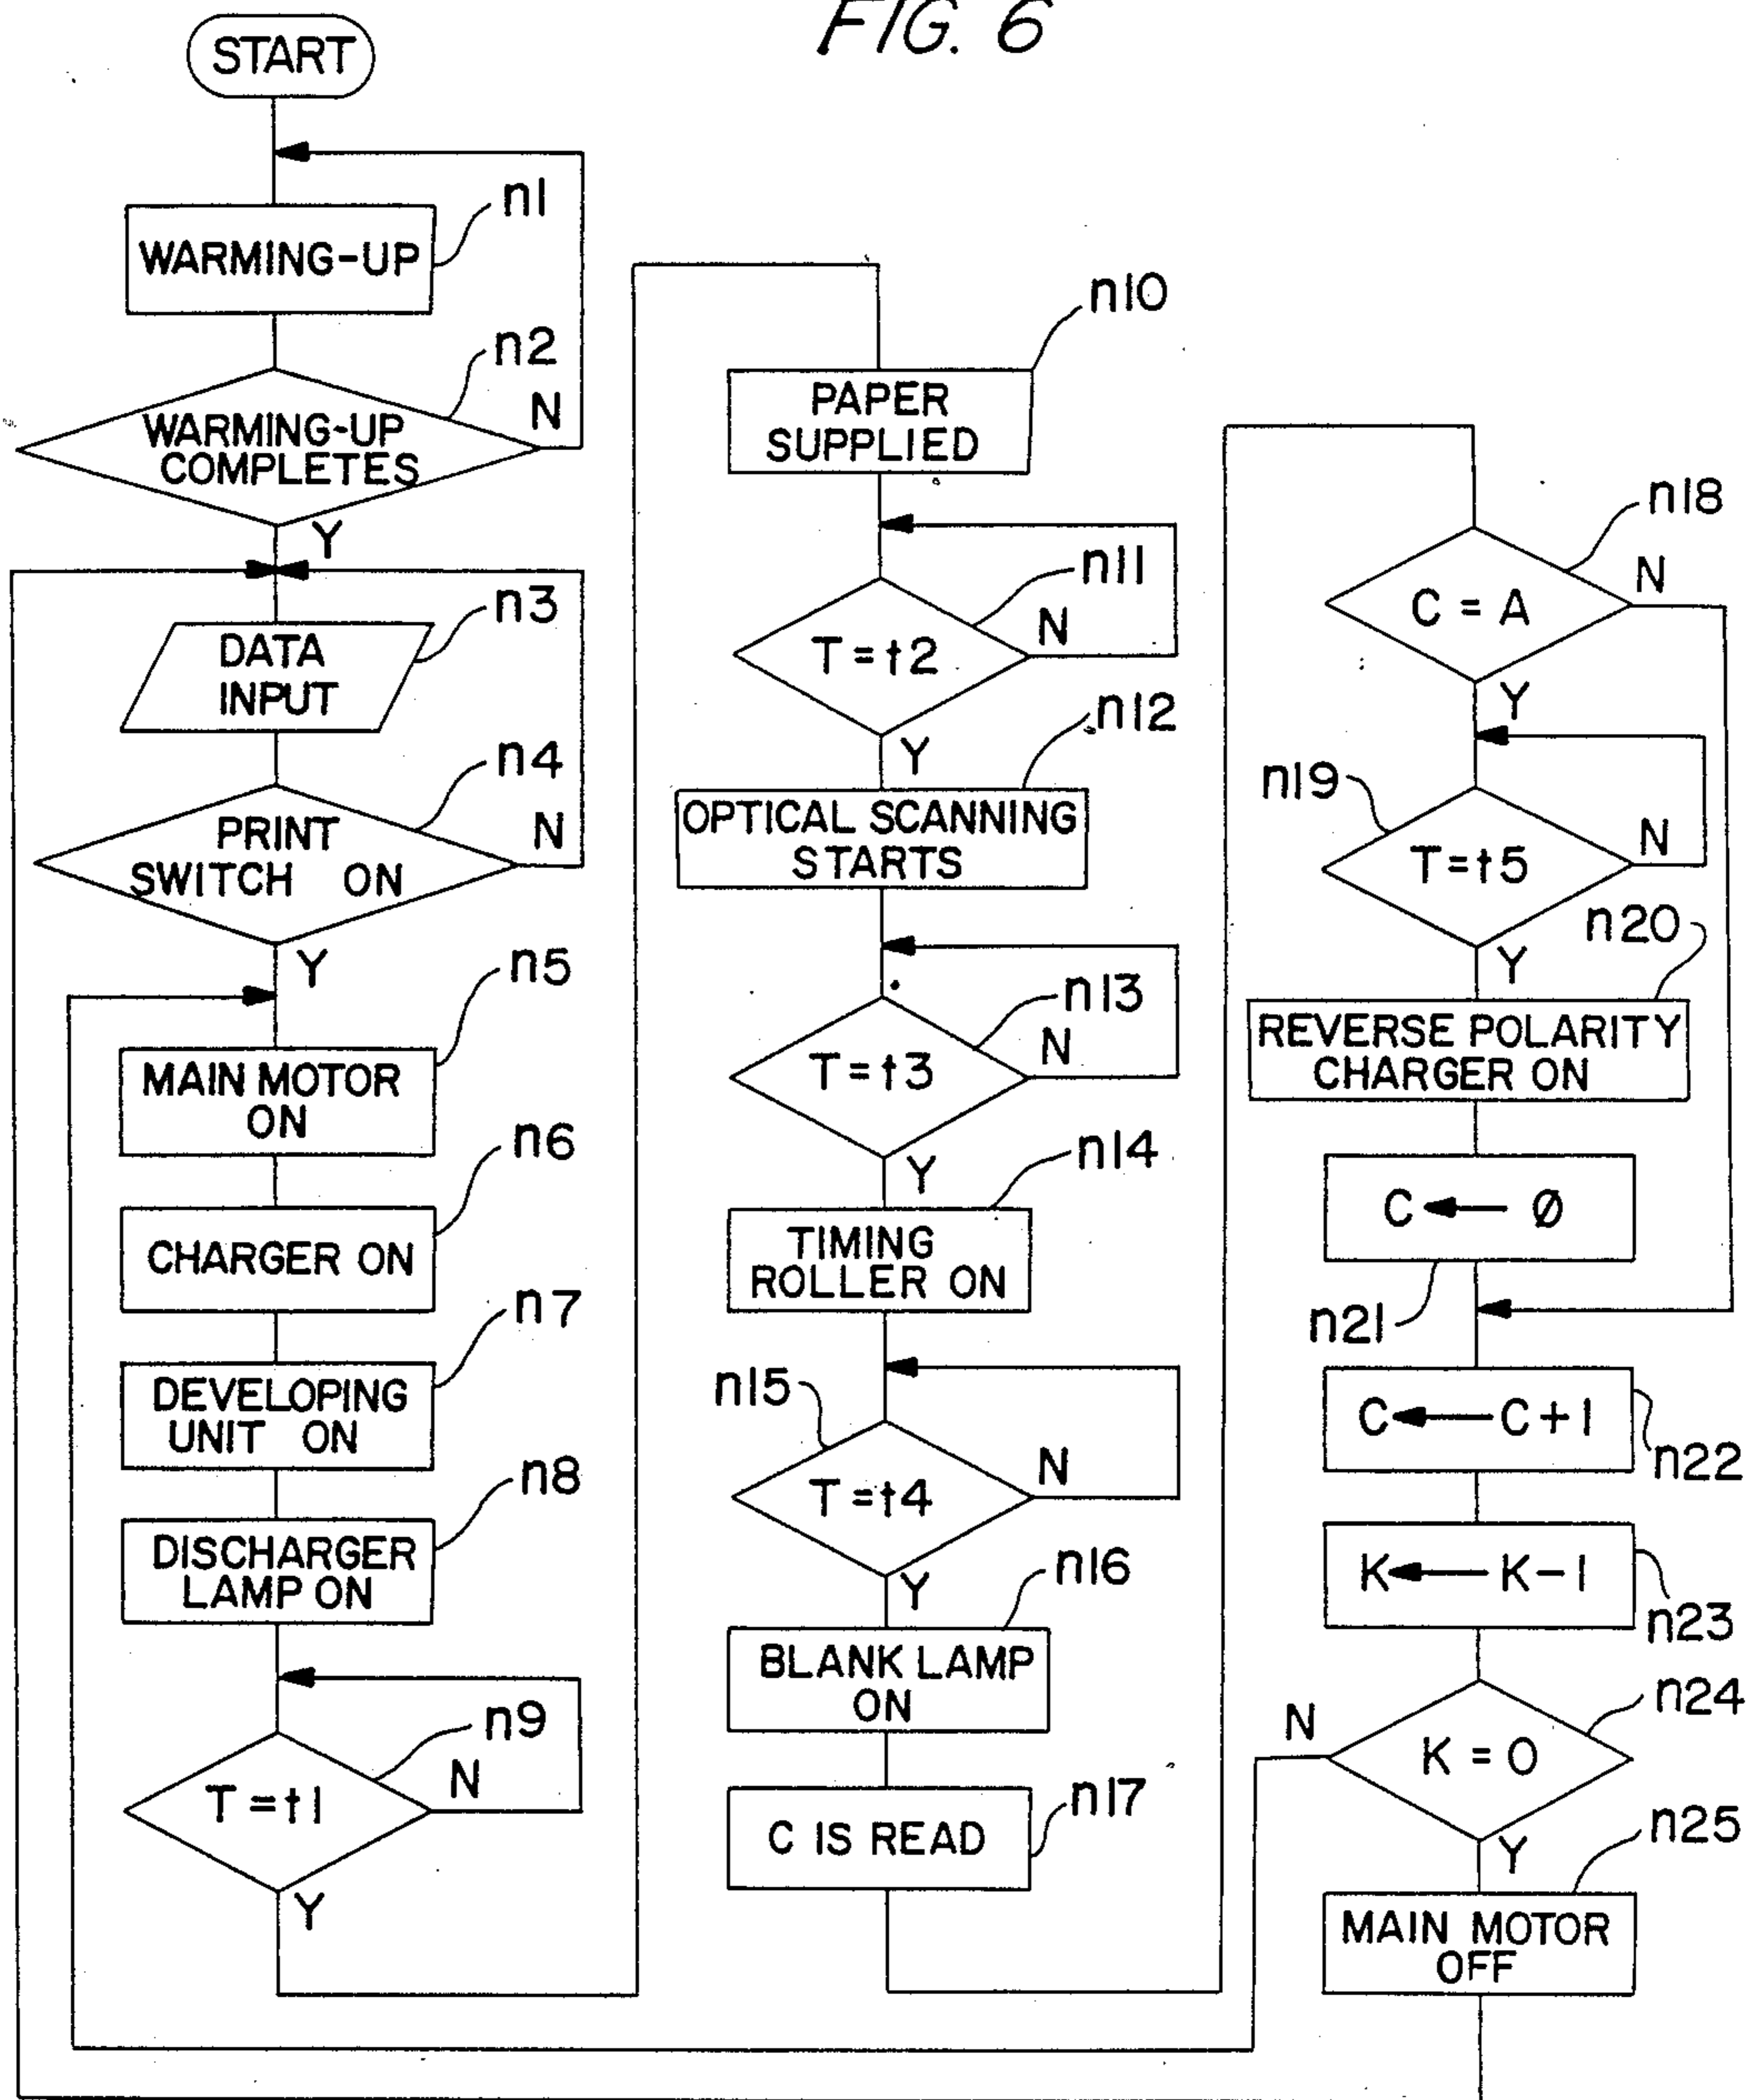 FIG. 6
START
n1
WARMING-UP
n2
WARMING-UP
COMPLETES
N
Y
n3
DATA
INPUT
n4
PRINT
SWITCH ON
N
Y
n5
MAIN MOTOR
ON
n6
CHARGER ON
n7
DEVELOPING
UNIT ON
n8
DISCHARGER
LAMP ON
n9
T=t1
N
Y
n10
PAPER
SUPPLIED
n11
T=t2
N
Y
n12
OPTICAL SCANNING
STARTS
n13
T=t3
N
Y
n14
TIMING
ROLLER ON
n15
T=t4
N
Y
n16
BLANK LAMP
ON
n17
C IS READ
n18
C = A
N
Y
n19
T=t5
N
Y
n20
REVERSE POLARITY
CHARGER ON
C ← Ø
n21
C ← C+1
n22
K ← K-1
n23
n24
K = 0
N
Y
n25
MAIN MOTOR
OFF